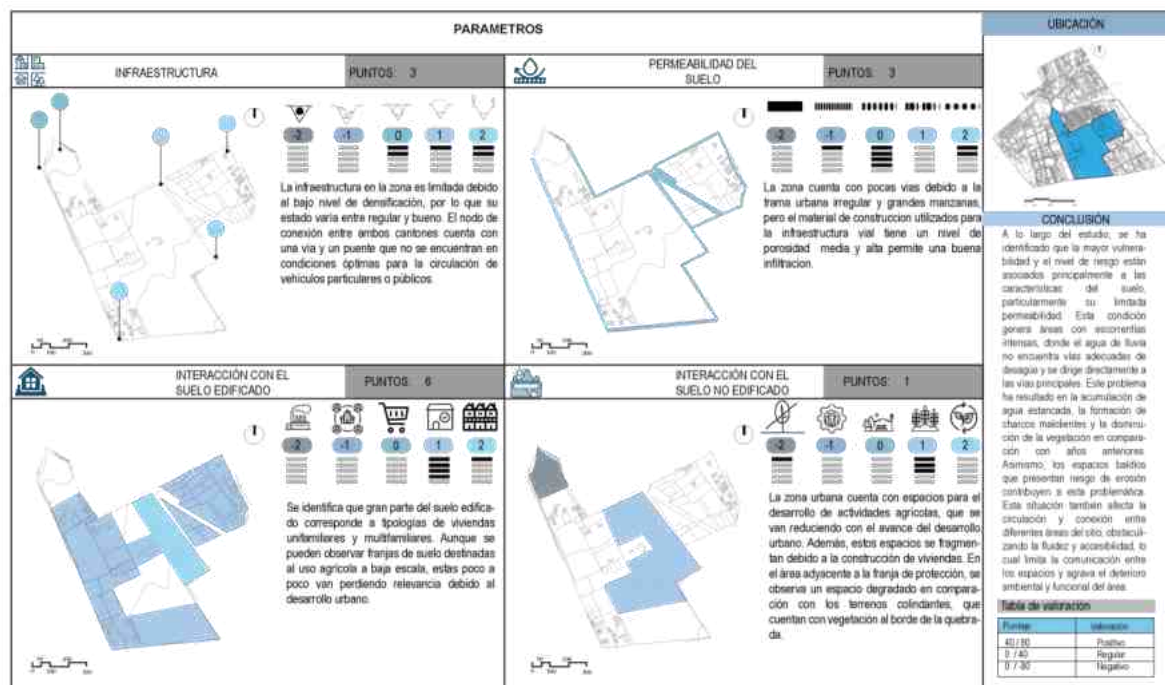 PARAMETROS
INFRAESTRUCTURA
PUNTOS: 3
-2 -1 0 1 2
La infraestructura en la zona es limitada debido
al bajo nivel de densificación, por lo que su
estado varia entre regular y bueno. El nodo de
conexión entre ambos cantones cuenta con
una via y un puente que no se encuentran en
condiciones óptimas para la circulación de
vehículos particulares o públicos.
PERMEABILIDAD DEL
SUELO
PUNTOS: 3
-2 -1 0 1 2
La zona cuenta con pocas vias debido a la
trama urbana irregular y grandes manzanas,
pero el material de construccion utilizados para
la infraestructura vial tiene un nivel de
porosidad media y alta permite una buena
infiltracion.
INTERACCIÓN CON EL
SUELO EDIFICADO
PUNTOS: 6
-2 -1 0 1 2
Se identifica que gran parte del suelo edifica-
do corresponde a tipologías de viviendas
unifamiliares y multifamiliares. Aunque se
pueden observar franjas de suelo destinadas
al uso agrícola a baja escala, estas poco a
poco van perdiendo relevancia debido al
desarrollo urbano.
INTERACCIÓN CON EL
SUELO NO EDIFICADO
PUNTOS: 1
-2 -1 0 1 2
La zona urbana cuenta con espacios para el
desarrollo de actividades agrícolas, que se
van reduciendo con el avance del desarrollo
urbano. Además, estos espacios se fragmen-
tan debido a la construcción de viviendas. En
el área adyacente a la franja de protección, se
observa un espacio degradado en compara-
ción con los terrenos colindantes, que
cuentan con vegetación al borde de la quebra-
da.
UBICACIÓN
CONCLUSIÓN
A lo largo del estudio, se ha
identificado que la mayor vulnera-
bilidad y el nivel de riesgo están
asociados principalmente a las
características del suelo,
particularmente su limitada
permeabilidad. Esta condición
genera áreas con escorrentías
intensas, donde el agua de lluvia
no encuentra vías adecuadas de
desagüe y se dirige directamente a
las vías principales. Este problema
ha resultado en la acumulación de
agua estancada, la formación de
charcos malolientes y la disminu-
ción de la vegetación en compara-
ción con años anteriores.
Asimismo, los espacios baldíos
que presentan riesgo de erosión
contribuyen a esta problemática.
Esta situación también afecta la
circulación y conexión entre
diferentes áreas del sitio, obstaculi-
zando la fluidez y accesibilidad, lo
cual limita la comunicación entre
los espacios y agrava el deterioro
ambiental y funcional del área.
Tabla de valoración
Puntos Valoración
40 / 80 Positivo
0 / 40 Regular
0 / -80 Negativo